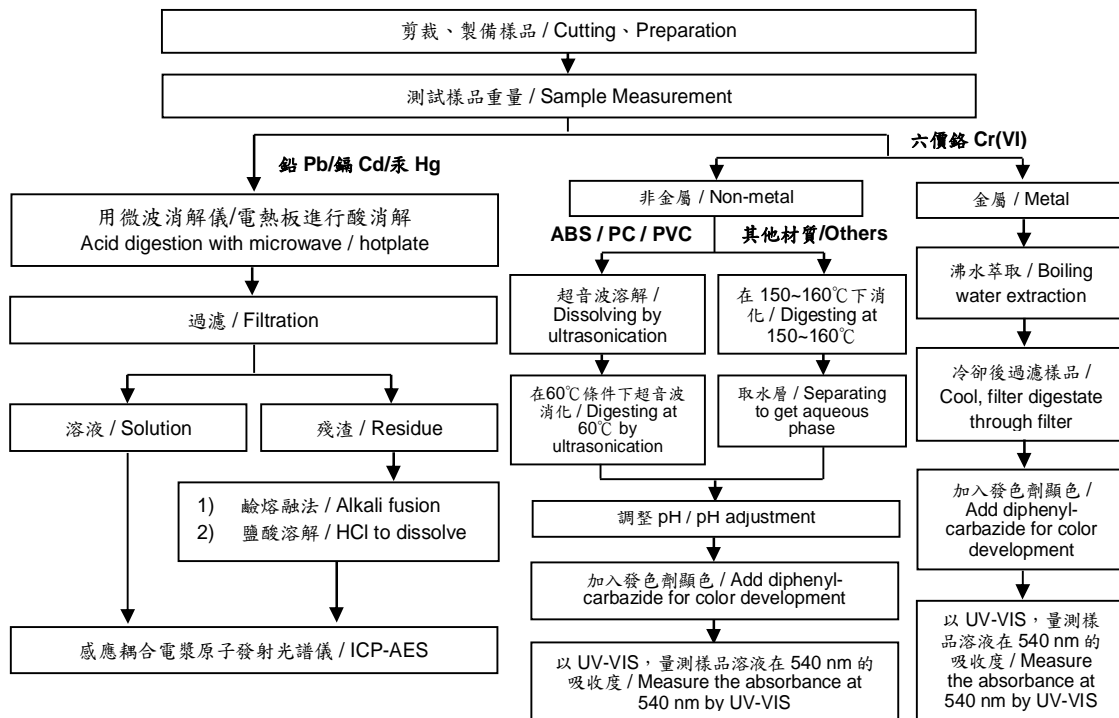 剪裁、製備樣品 / Cutting、Preparation
測試樣品重量 / Sample Measurement
鉛 Pb/鎘 Cd/汞 Hg
六價鉻 Cr(VI)
用微波消解儀/電熱板進行酸消解
Acid digestion with microwave / hotplate
過濾 / Filtration
溶液 / Solution
殘渣 / Residue
1) 鹼熔融法 / Alkali fusion
2) 鹽酸溶解 / HCl to dissolve
感應耦合電漿原子發射光譜儀 / ICP-AES
非金屬 / Non-metal
ABS / PC / PVC
其他材質/Others
超音波溶解 /
Dissolving by
ultrasonication
在60℃條件下超音波
消化 / Digesting at
60℃ by
ultrasonication
在 150~160℃下消
化 / Digesting at
150~160℃
取水層 / Separating
to get aqueous
phase
調整 pH / pH adjustment
加入發色劑顯色 / Add diphenyl-
carbazide for color development
以 UV-VIS，量測樣品溶液在 540 nm 的
吸收度 / Measure the absorbance at
540 nm by UV-VIS
金屬 / Metal
沸水萃取 / Boiling
water extraction
冷卻後過濾樣品 /
Cool, filter digestate
through filter
加入發色劑顯色 /
Add diphenyl-
carbazide for color
development
以 UV-VIS，量測樣
品溶液在 540 nm 的
吸收度 / Measure
the absorbance at
540 nm by UV-VIS